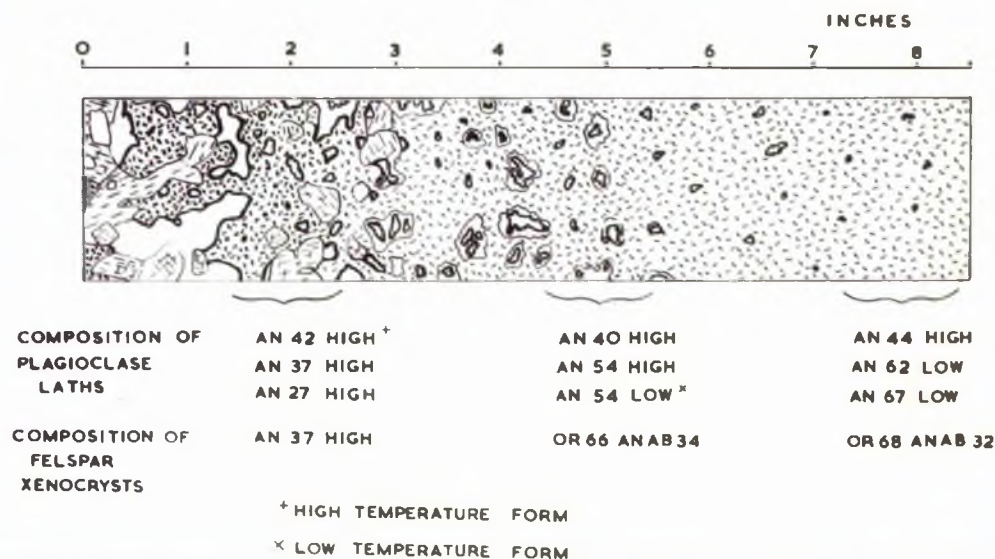 INCHES
0 1 2 3 4 5 6 7 8
COMPOSITION OF AN 42 HIGH + AN 40 HIGH AN 44 HIGH
PLAGIOCLASE AN 37 HIGH AN 54 HIGH AN 62 LOW
LATHS AN 27 HIGH AN 54 LOW x AN 67 LOW
COMPOSITION OF AN 37 HIGH OR 66 ANAB 34 OR 68 ANAB 32
FELSPAR
XENOCRYSTS
+ HIGH TEMPERATURE FORM
x LOW TEMPERATURE FORM